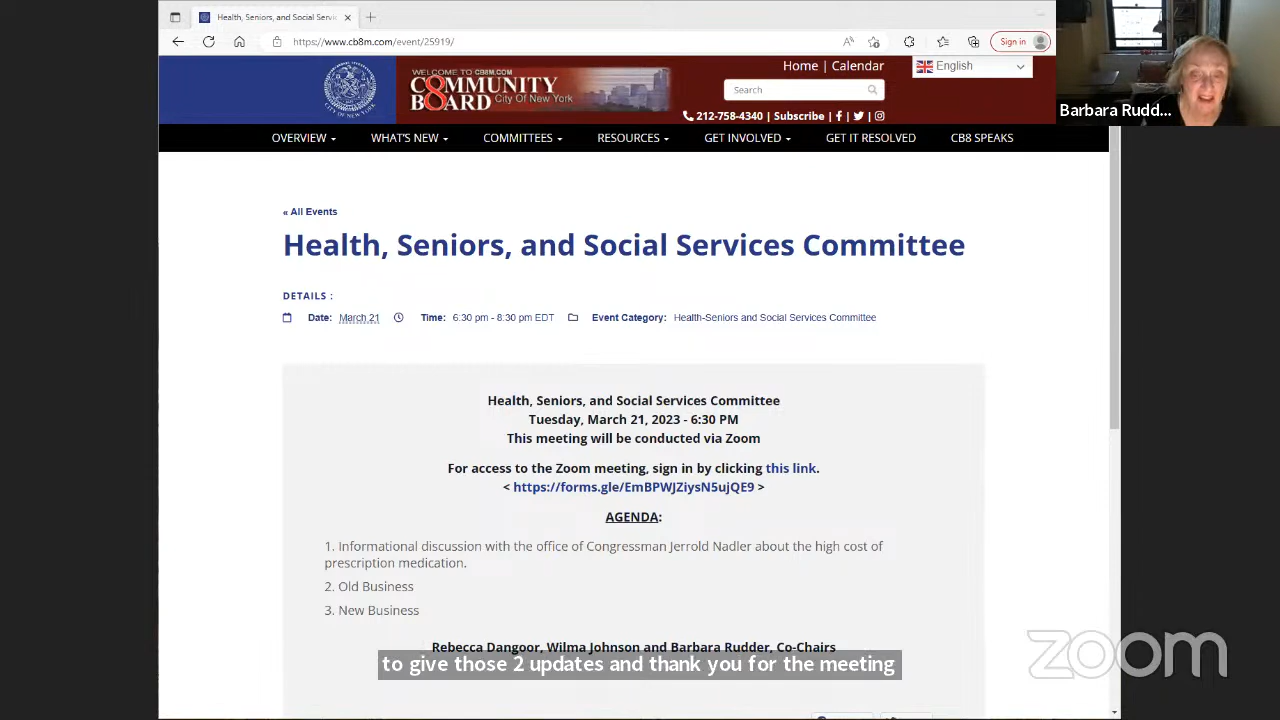 Health, Seniors, and Social Servic
https://www.cb8m.com/event/25919/
Sign in
WELCOME TO CB8M.COM
COMMUNITY
BOARD City Of New York
Home | Calendar
English
Search
212-758-4340 | Subscribe | | |
Barbara Rudd...
OVERVIEW WHAT'S NEW COMMITTEES RESOURCES GET INVOLVED GET IT RESOLVED CB8 SPEAKS
« All Events
Health, Seniors, and Social Services Committee
DETAILS :
Date: March 21 Time: 6:30 pm - 8:30 pm EDT Event Category: Health-Seniors and Social Services Committee
Health, Seniors, and Social Services Committee
Tuesday, March 21, 2023 - 6:30 PM
This meeting will be conducted via Zoom
For access to the Zoom meeting, sign in by clicking this link.
< https://forms.gle/EmBPWJZiysN5ujQE9 >
AGENDA:
1. Informational discussion with the office of Congressman Jerrold Nadler about the high cost of
prescription medication.
2. Old Business
3. New Business
Rebecca Dangoor, Wilma Johnson and Barbara Rudder, Co-Chairs
to give those 2 updates and thank you for the meeting
zoom